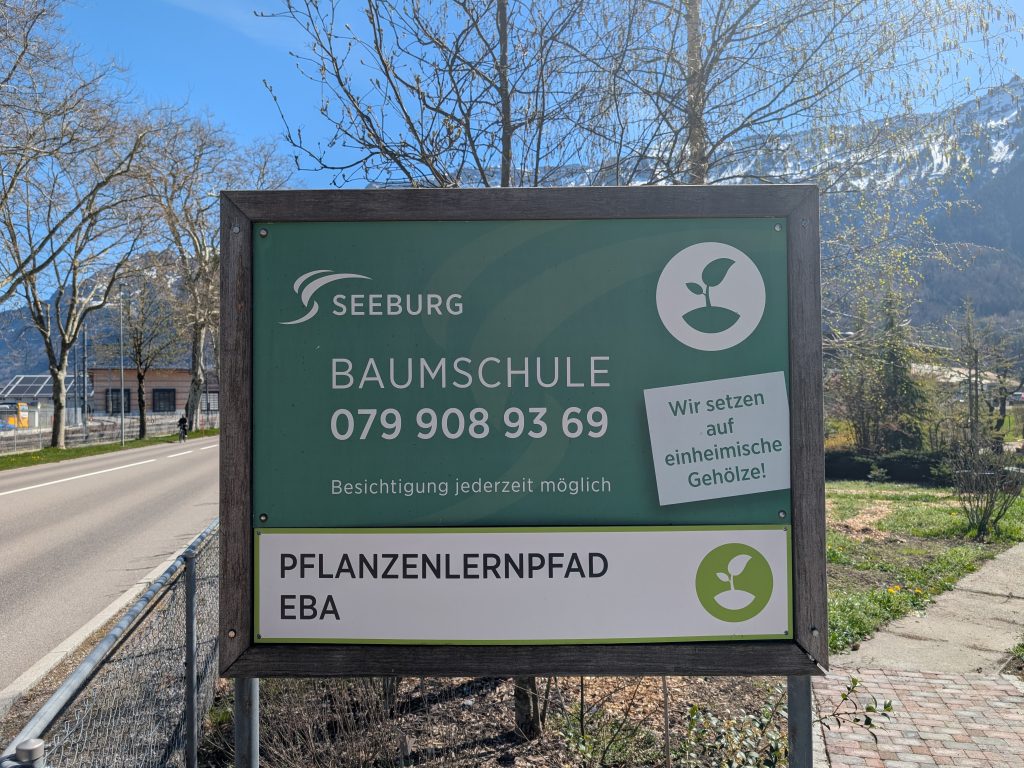 SEEBURG
BAUMSCHULE
079 908 93 69
Besichtigung jederzeit möglich
Wir setzen
auf
einheimische
Gehölze!
PFLANZENLERNPFAD
EBA